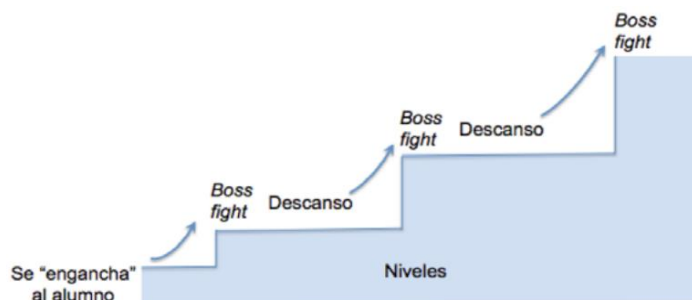 Boss
fight
Boss
fight
Descanso
Boss
fight
Descanso
Se “engancha”
al alumno
Niveles